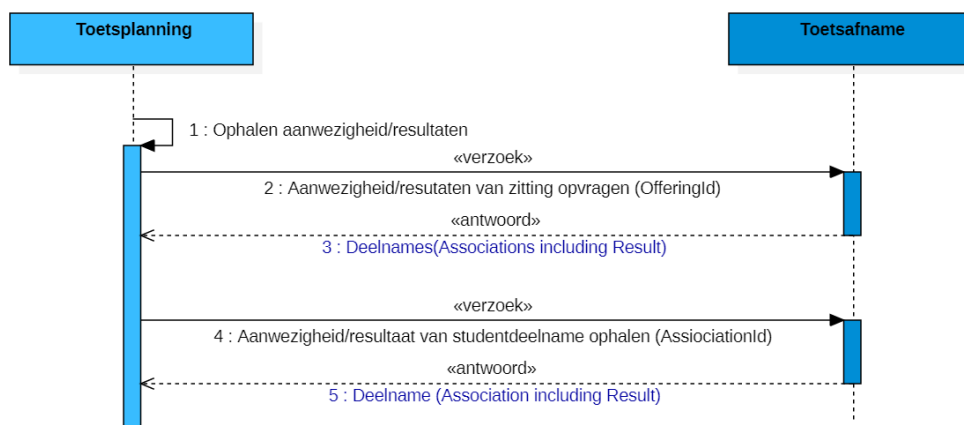 Toetsplanning
Toetsafname
1 : Ophalen aanwezigheid/resultaten
«verzoek»
2 : Aanwezigheid/resutaten van zitting opvragen (OfferingId)
«antwoord»
3 : Deelnames(Associations including Result)
«verzoek»
4 : Aanwezigheid/resultaat van studentdeelname ophalen (AssiociationId)
«antwoord»
5 : Deelname (Association including Result)